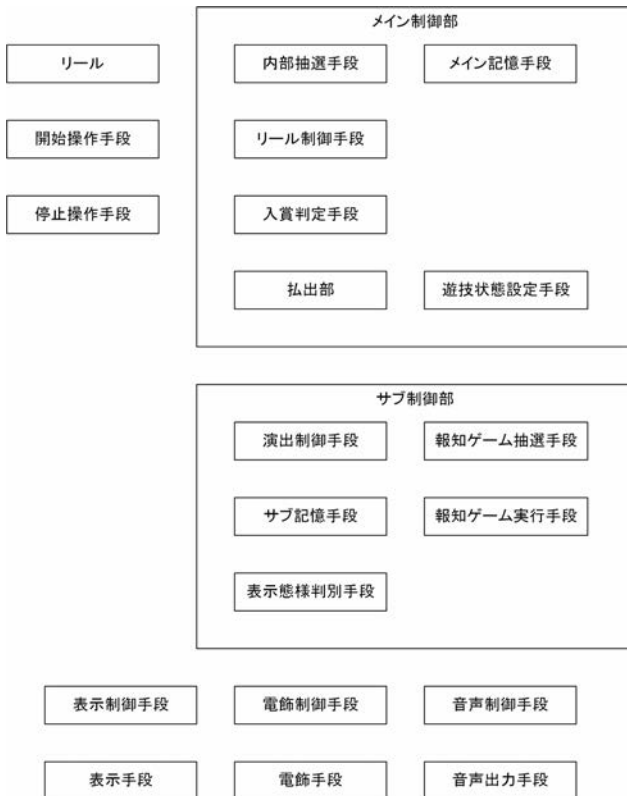 メイン制御部
リール
内部抽選手段
メイン記憶手段
開始操作手段
リール制御手段
停止操作手段
入賞判定手段
払出部
遊技状態設定手段
サブ制御部
演出制御手段
報知ゲーム抽選手段
サブ記憶手段
報知ゲーム実行手段
表示態様判別手段
表示制御手段
電飾制御手段
音声制御手段
表示手段
電飾手段
音声出力手段